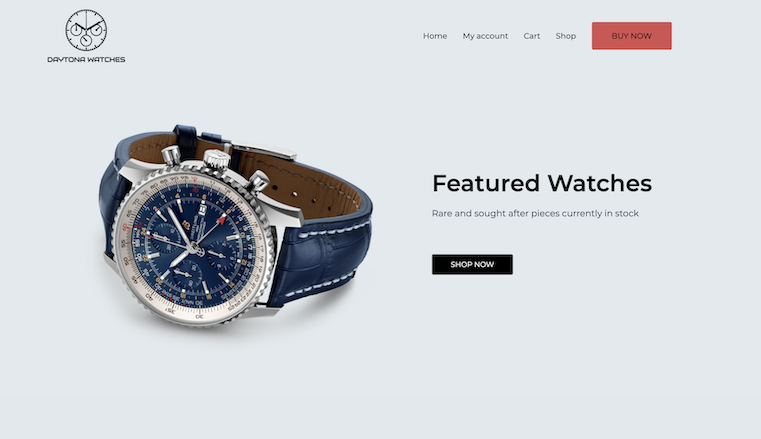 DAYTONA WATCHES
Home
My account
Cart
Shop
BUY NOW
Featured Watches
Rare and sought after pieces currently in stock
SHOP NOW